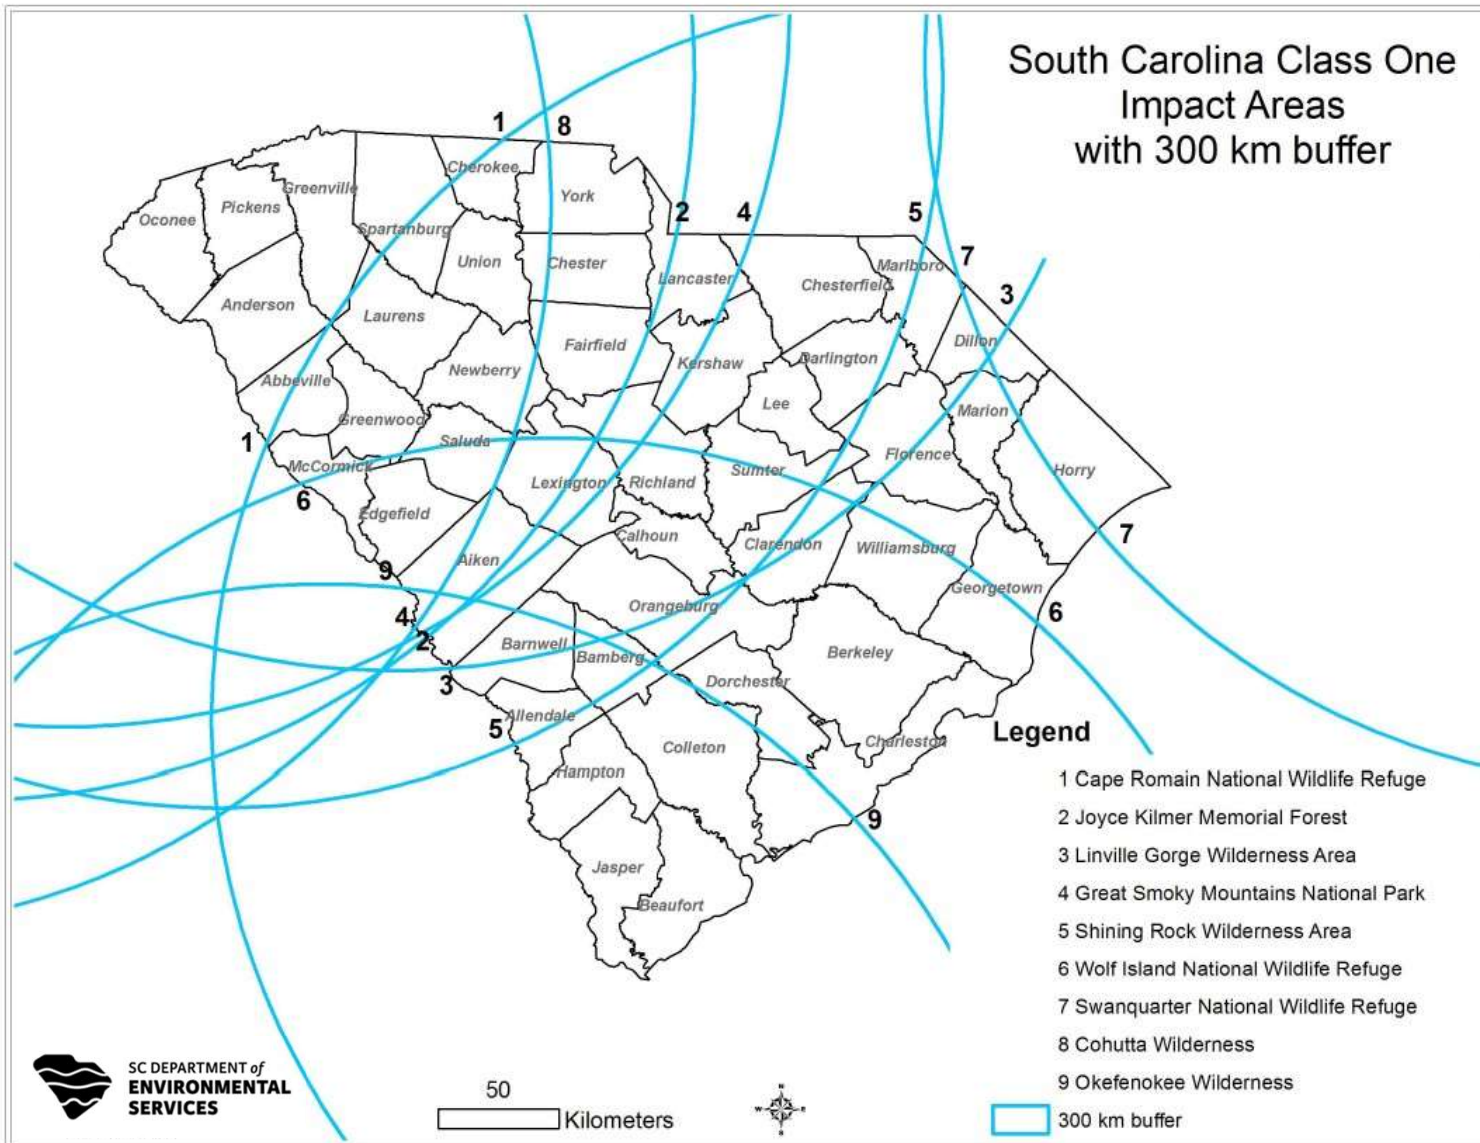 South Carolina Class One
Impact Areas
with 300 km buffer
1
8
Cherokee
York
Greenville
Pickens
Oconee
Spartanburg
2
4
5
Union
Chester
Lancaster
Marlboro
7
Chesterfield
3
Anderson
Laurens
Fairfield
Dillon
Newberry
Kershaw
Darlington
Abbeville
Lee
Marion
Greenwood
1
Saluda
Florence
McCormick
Sumter
Horry
6
Lexington
Richland
Edgefield
7
Calhoun
Clarendon
Williamsburg
Aiken
9
Georgetown
Orangeburg
4
6
2
Barnwell
Bamberg
Berkeley
3
Dorchester
5
Allendale
Legend
Charleston
Colleton
Hampton
9
Jasper
Beaufort
1 Cape Romain National Wildlife Refuge
2 Joyce Kilmer Memorial Forest
3 Linville Gorge Wilderness Area
4 Great Smoky Mountains National Park
5 Shining Rock Wilderness Area
6 Wolf Island National Wildlife Refuge
7 Swanquarter National Wildlife Refuge
8 Cohutta Wilderness
9 Okefenokee Wilderness
300 km buffer
SC DEPARTMENT of
ENVIRONMENTAL
SERVICES
50
Kilometers
N
W E
S